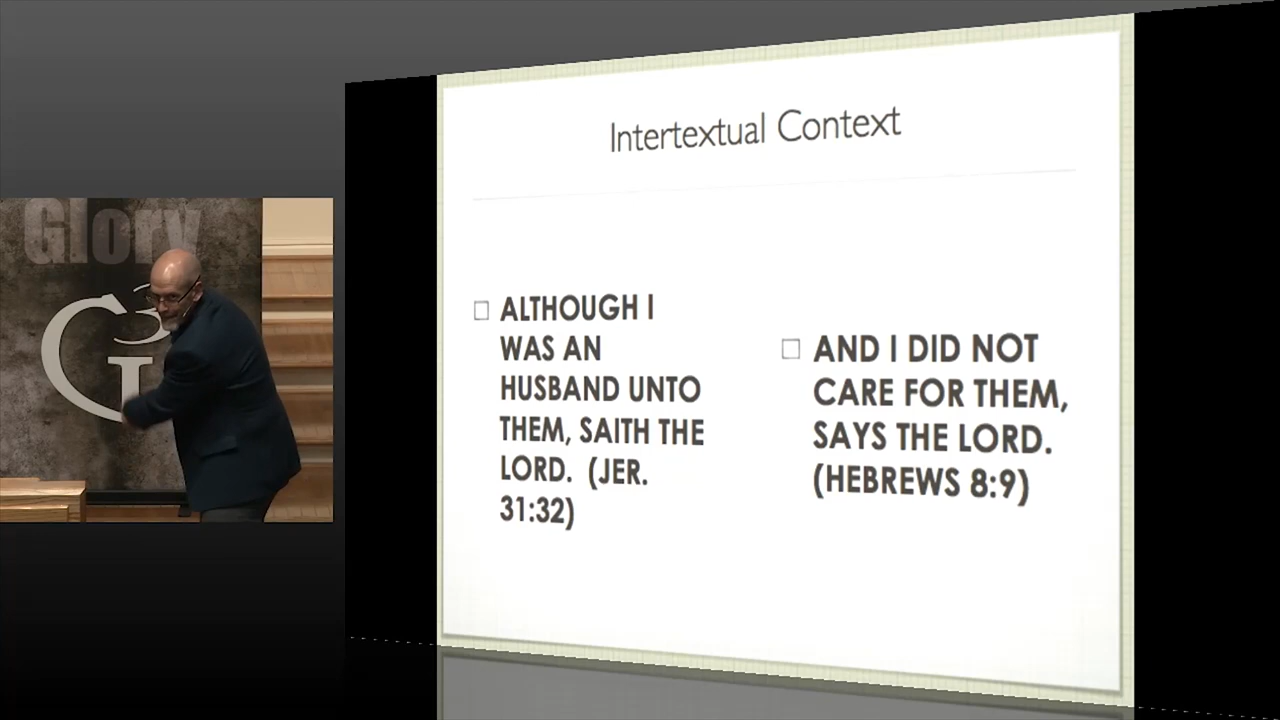 Glory
G3
Intertextual Context
ALTHOUGH I
WAS AN
HUSBAND UNTO
THEM, SAITH THE
LORD. (JER.
31:32)
AND I DID NOT
CARE FOR THEM,
SAYS THE LORD.
(HEBREWS 8:9)